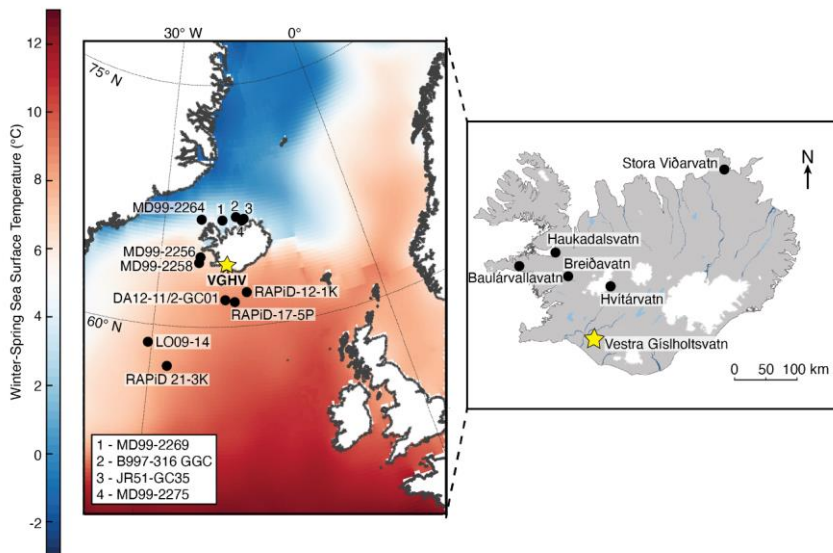 Winter-Spring Sea Surface Temperature (°C)
12
10
8
6
4
2
0
-2
30° W
0°
75° N
60° N
MD99-2264
1
2
3
4
MD99-2256
MD99-2258
VGHV
DA12-11/2-GC01
RAPiD-12-1K
RAPiD-17-5P
LO09-14
RAPiD 21-3K
1 - MD99-2269
2 - B997-316 GGC
3 - JR51-GC35
4 - MD99-2275
Stora Viðarvatn
N
Haukadalsvatn
Breiðavatn
Baulárvallavatn
Hvítárvatn
Vestra Gíslholtsvatn
0 50 100 km